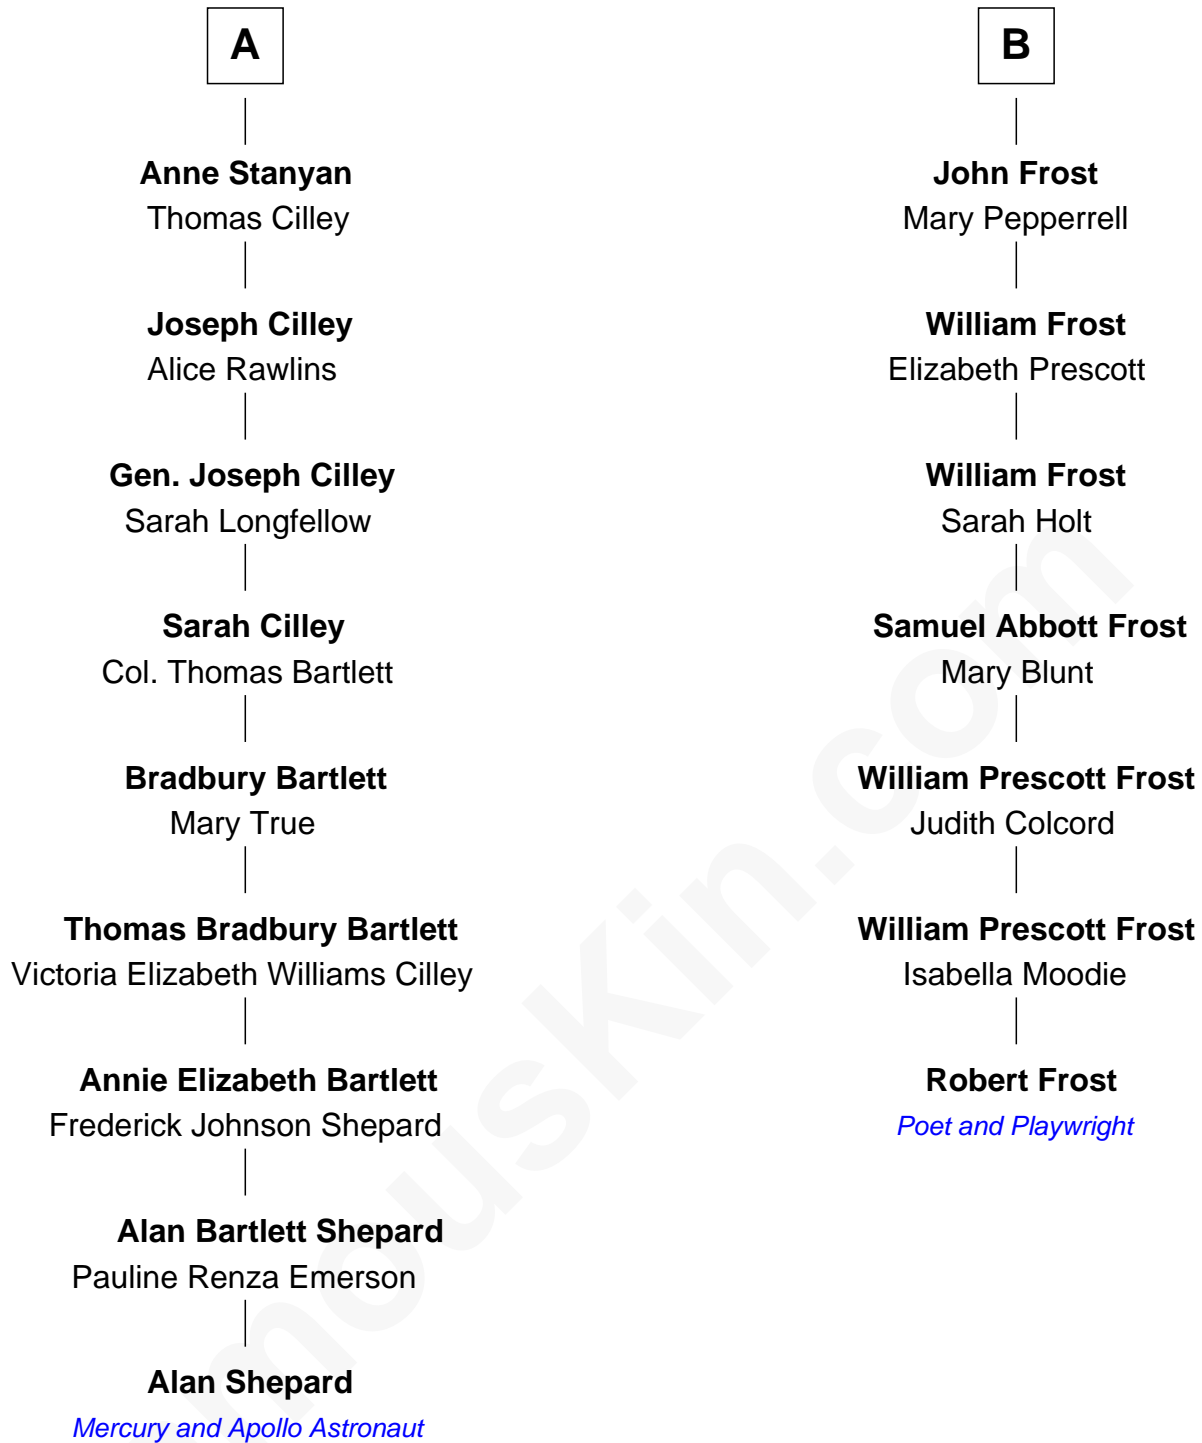 A
Anne Stanyan
Thomas Cilley
Joseph Cilley
Alice Rawlins
Gen. Joseph Cilley
Sarah Longfellow
Sarah Cilley
Col. Thomas Bartlett
Bradbury Bartlett
Mary True
Thomas Bradbury Bartlett
Victoria Elizabeth Williams Cilley
Annie Elizabeth Bartlett
Frederick Johnson Shepard
Alan Bartlett Shepard
Pauline Renza Emerson
Alan Shepard
Mercury and Apollo Astronaut
B
John Frost
Mary Pepperrell
William Frost
Elizabeth Prescott
William Frost
Sarah Holt
Samuel Abbott Frost
Mary Blunt
William Prescott Frost
Judith Colcord
William Prescott Frost
Isabella Moodie
Robert Frost
Poet and Playwright
mousKin.com